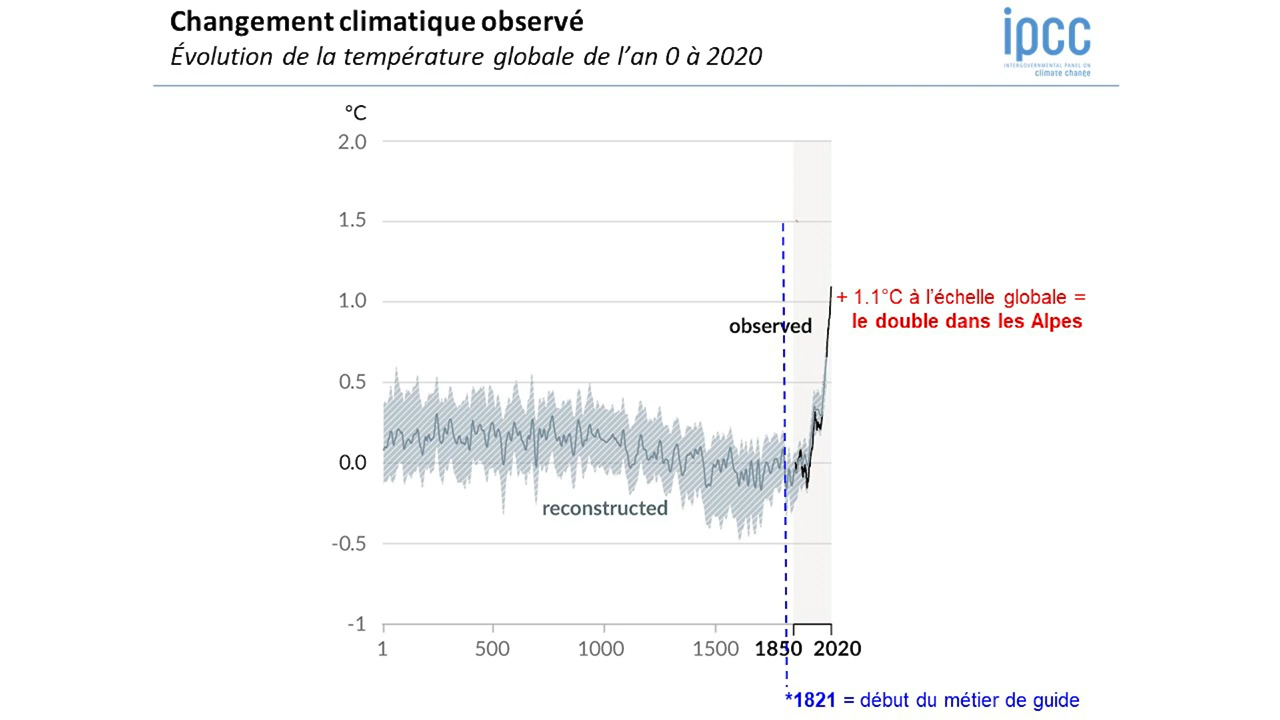 Changement climatique observé
Évolution de la température globale de l’an 0 à 2020
ipcc
INTERGOVERNMENTAL PANEL ON
climate change
°C
2.0
1.5
1.0
0.5
0.0
-0.5
-1
observed
reconstructed
+ 1.1°C à l’échelle globale =
le double dans les Alpes
1 500 1000 1500 1850 2020
*1821 = début du métier de guide